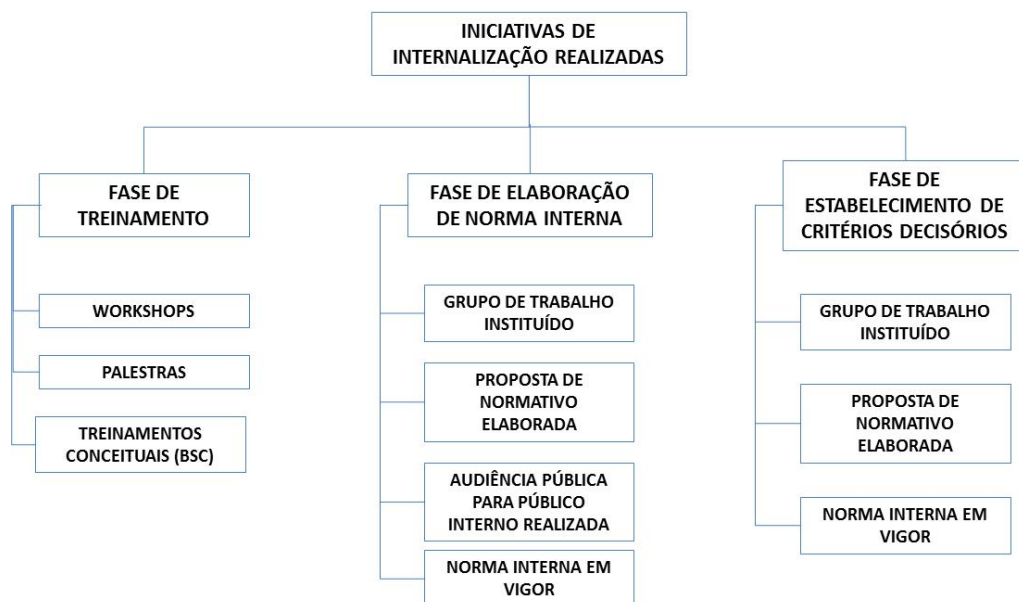 INICIATIVAS DE
INTERNALIZAÇÃO REALIZADAS
FASE DE
TREINAMENTO
WORKSHOPS
PALESTRAS
TREINAMENTOS
CONCEITUAIS (BSC)
FASE DE ELABORAÇÃO
DE NORMA INTERNA
GRUPO DE TRABALHO
INSTITUÍDO
PROPOSTA DE
NORMATIVO
ELABORADA
AUDIÊNCIA PÚBLICA
PARA PÚBLICO
INTERNO REALIZADA
NORMA INTERNA EM
VIGOR
FASE DE
ESTABELECIMENTO DE
CRITÉRIOS DECISÓRIOS
GRUPO DE TRABALHO
INSTITUÍDO
PROPOSTA DE
NORMATIVO
ELABORADA
NORMA INTERNA EM
VIGOR